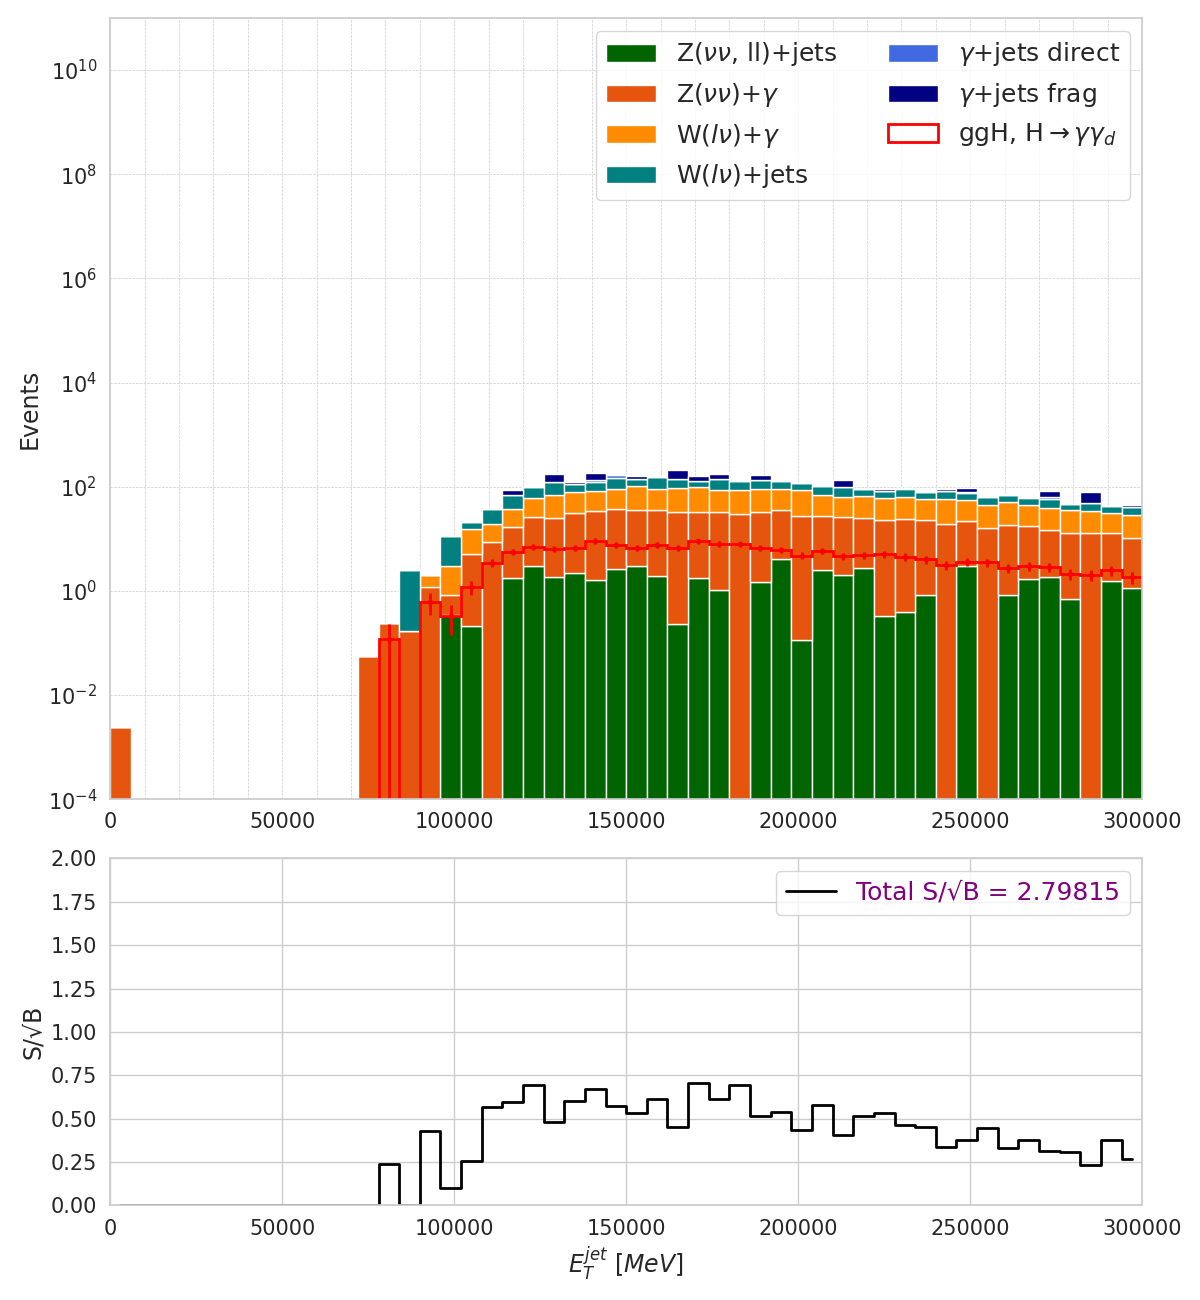 Z(νν, ll)+jets
Z(νν)+γ
W(lν)+γ
W(lν)+jets
γ+jets direct
γ+jets frag
ggH, H→γγ_d
Events
10^10
10^8
10^6
10^4
10^2
10^0
10^−2
10^−4
0 50000 100000 150000 200000 250000 300000
Total S/√B = 2.79815
S/√B
2.00
1.75
1.50
1.25
1.00
0.75
0.50
0.25
0.00
0 50000 100000 150000 200000 250000 300000
E_T^jet [MeV]